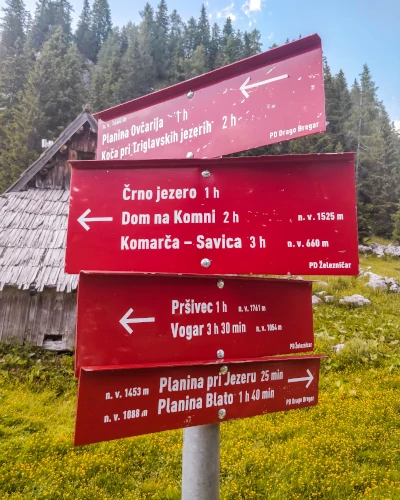 Planina Ovčarija 1 h
Koča pri Triglavskih jezerih 2 h
PD Drago Bregar
Črno jezero 1 h
Dom na Komni 2 h n. v. 1525 m
Komarča – Savica 3 h n. v. 660 m
PD Železničar
Pršivec 1 h n. v. 1761 m
Vogar 3 h 30 min n. v. 1054 m
PD Železničar
n. v. 1453 m Planina pri Jezeru 25 min
n. v. 1088 m Planina Blato 1 h 40 min
PD Drago Bregar